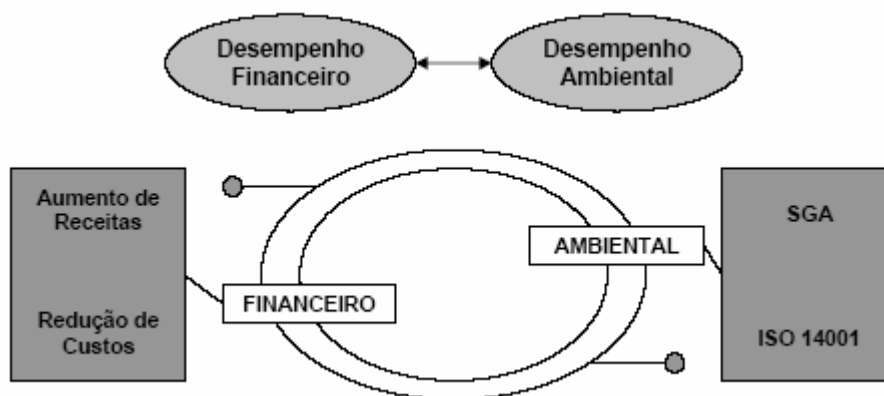 Desempenho
Financeiro
Desempenho
Ambiental
Aumento de
Receitas
Redução de
Custos
FINANCEIRO
AMBIENTAL
SGA
ISO 14001